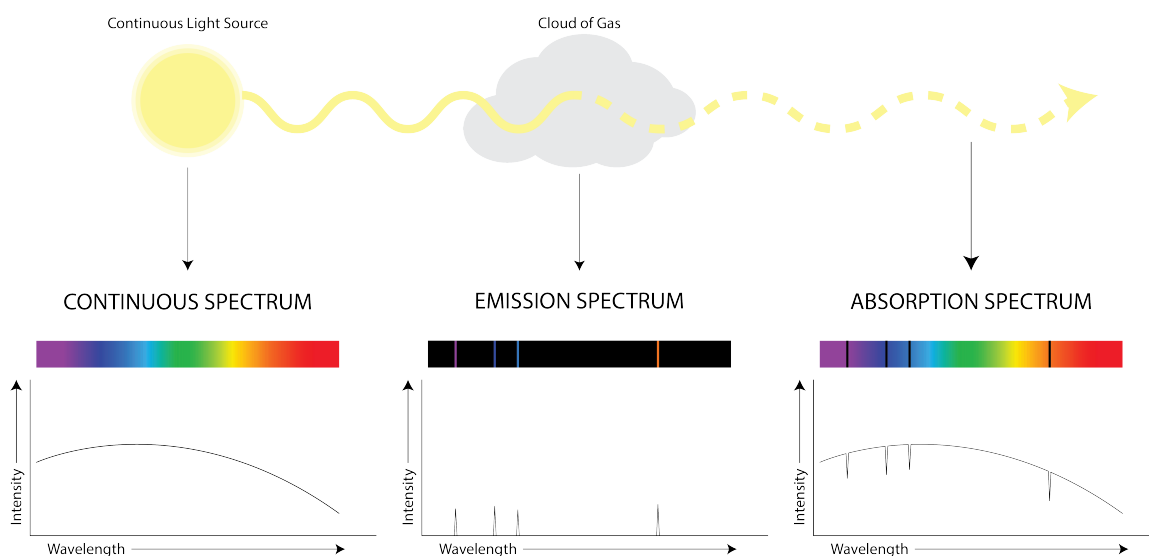 Continuous Light Source
Cloud of Gas
CONTINUOUS SPECTRUM
EMISSION SPECTRUM
ABSORPTION SPECTRUM
Intensity
Wavelength
Intensity
Wavelength
Intensity
Wavelength